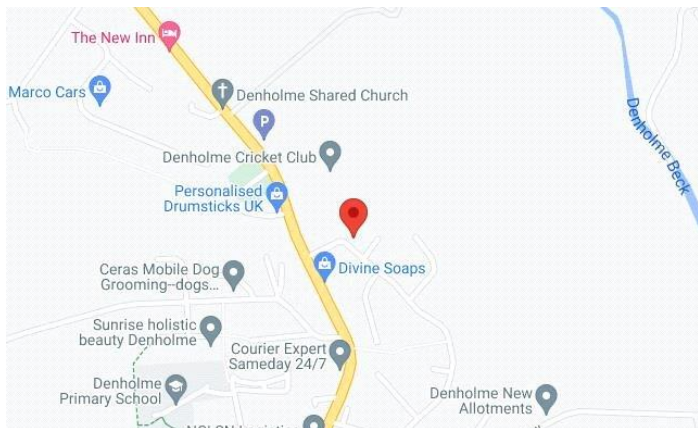 The New Inn
Marco Cars
Denholme Shared Church
P
Denholme Cricket Club
Denholme Beck
Personalised
Drumsticks UK
Divine Soaps
Ceras Mobile Dog
Grooming--dogs...
Sunrise holistic
beauty Denholme
Courier Expert
Sameday 24/7
Denholme
Primary School
Denholme New
Allotments